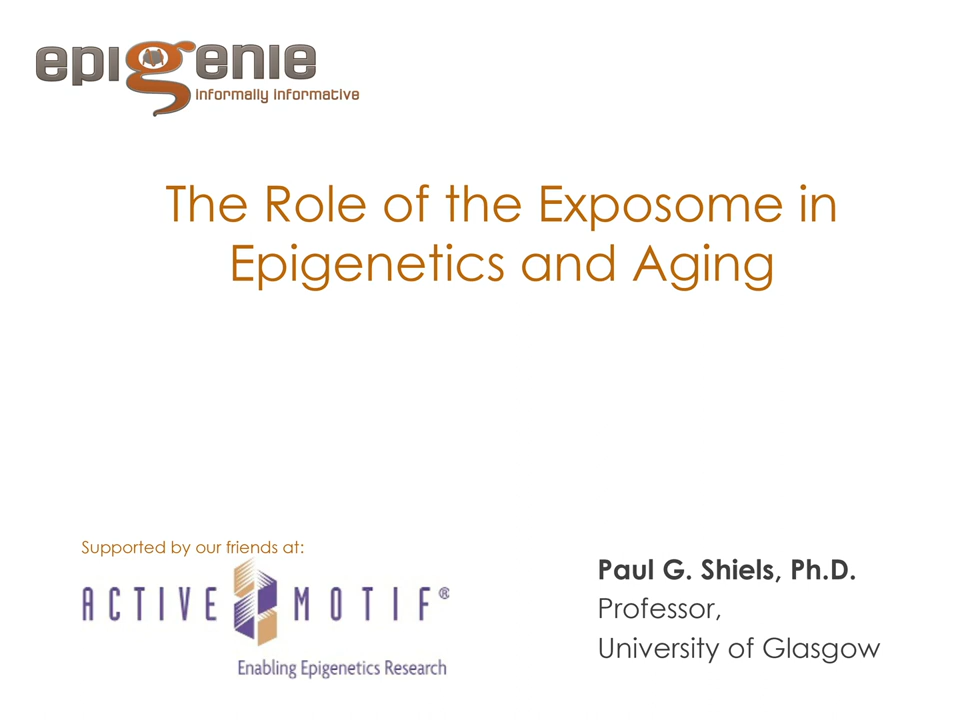 epigenie
informally informative
The Role of the Exposome in
Epigenetics and Aging
Supported by our friends at:
ACTIVE MOTIF®
Enabling Epigenetics Research
Paul G. Shiels, Ph.D.
Professor,
University of Glasgow